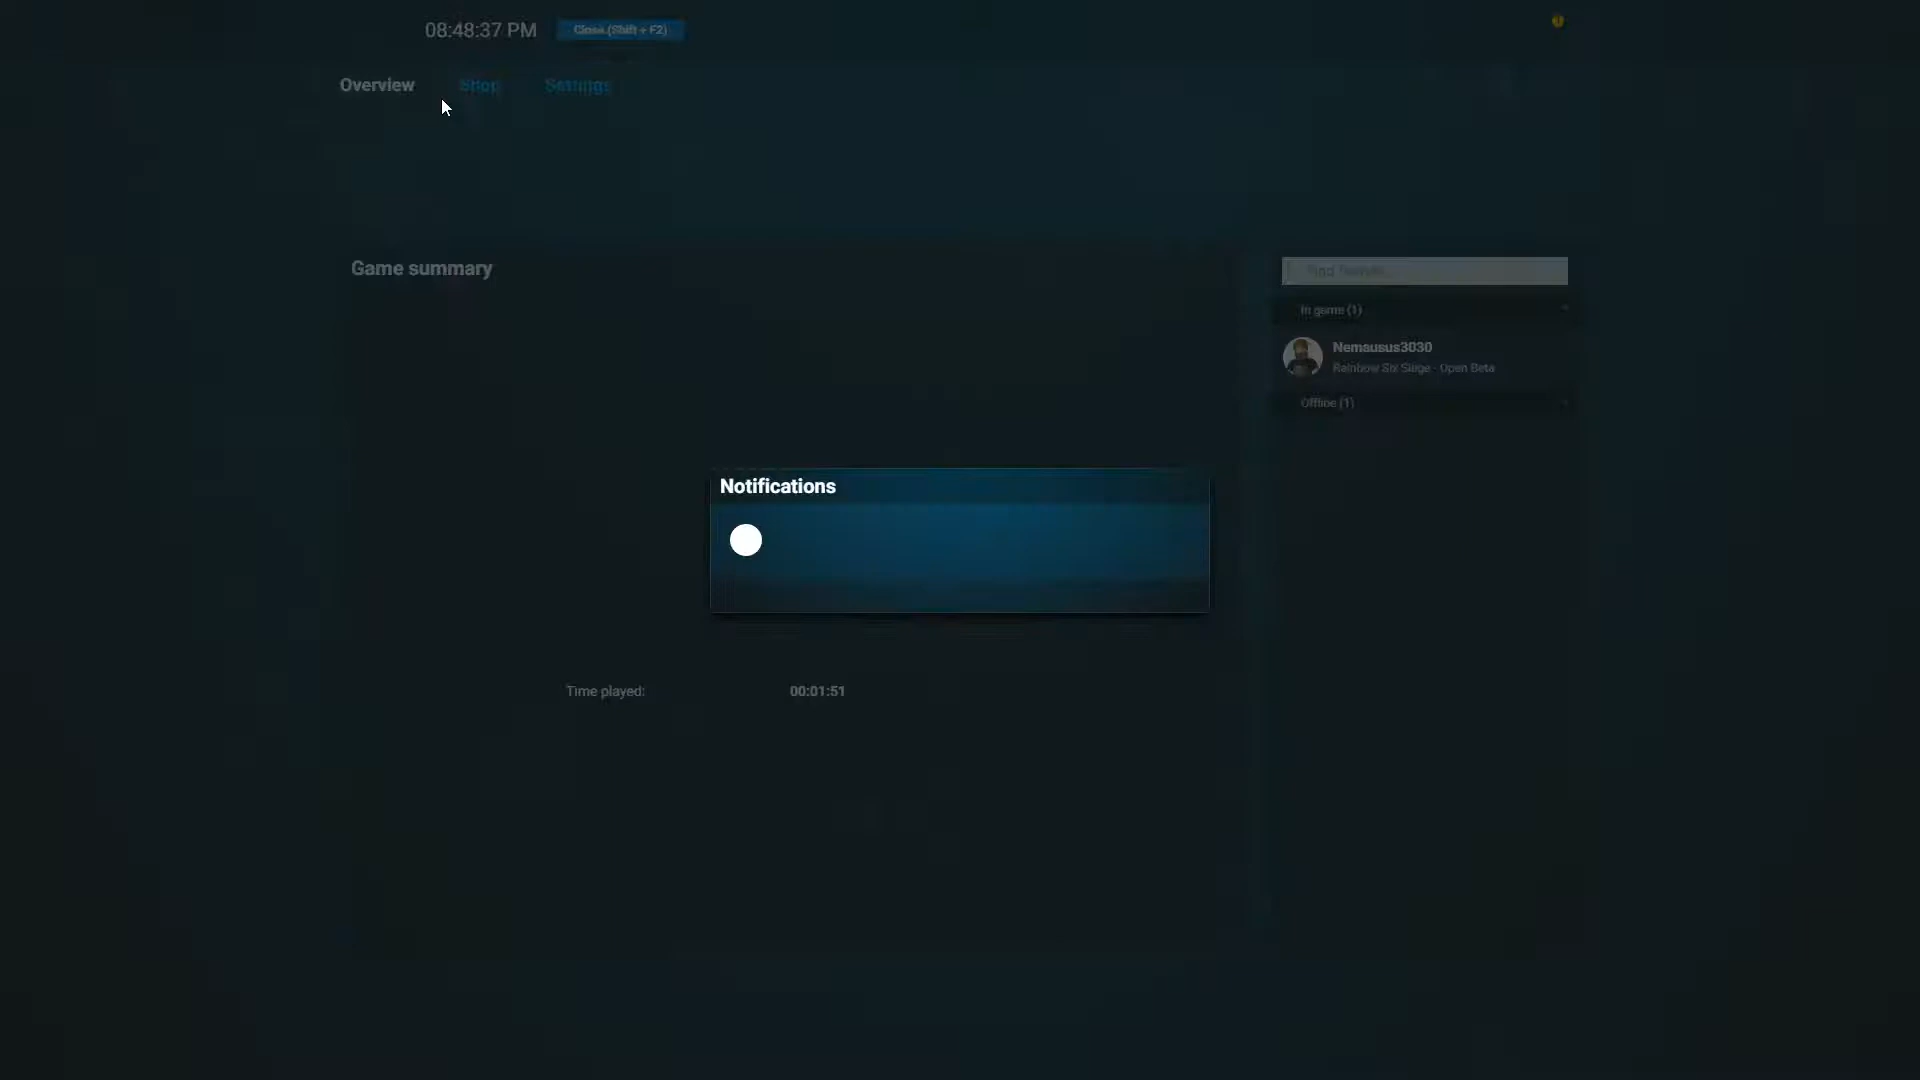 08:48:37 PM
Close (Shift + F2)
Overview
Shop
Settings
Game summary
Find friends...
In game (1)
Nemausus3030
Rainbow Six Siege - Open Beta
Offline (1)
Notifications
Time played: 00:01:51